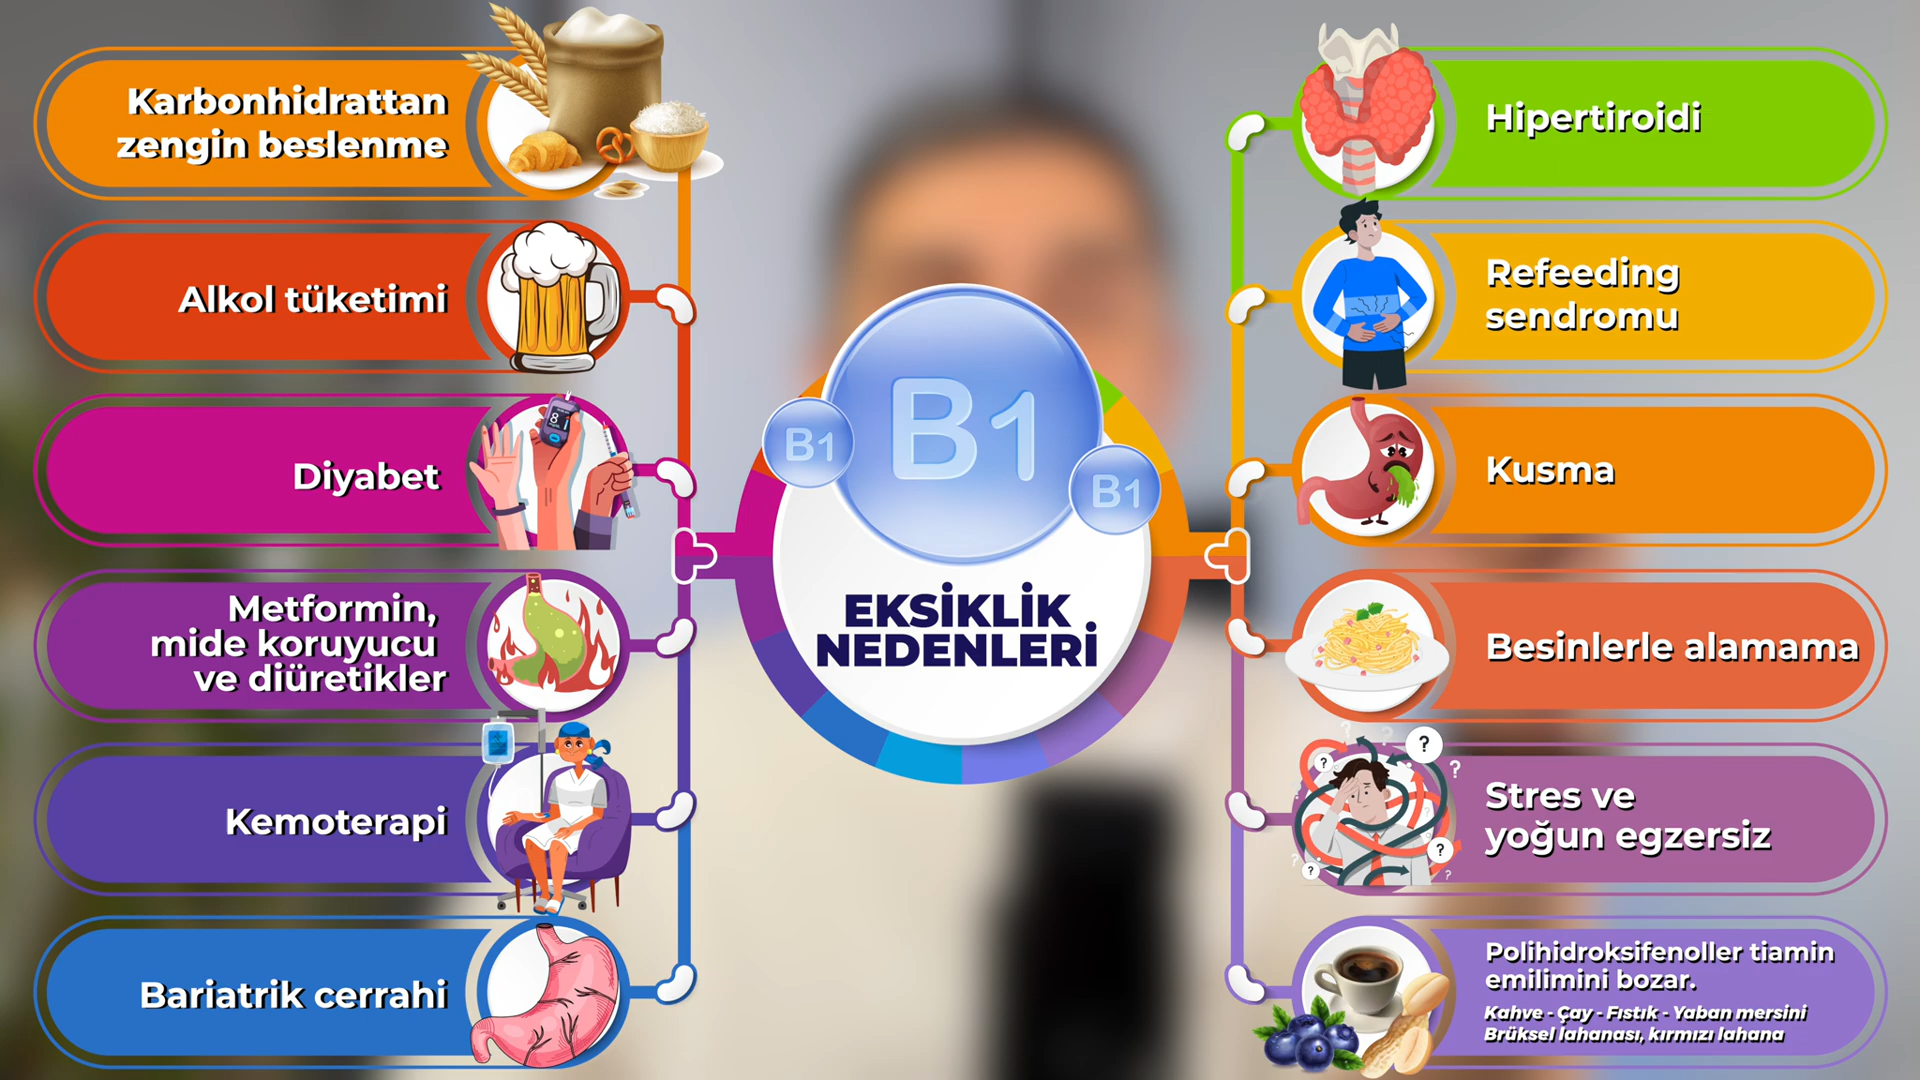 Karbonhidrattan
zengin beslenme
Alkol tüketimi
Diyabet
Metformin,
mide koruyucu
ve diüretikler
Kemoterapi
Bariatrik cerrahi
B1
B1
B1
EKSİKLİK
NEDENLERİ
Hipertiroidi
Refeeding
sendromu
Kusma
Besinlerle alamama
Stres ve
yoğun egzersiz
Polihidroksifenoller tiamin
emilimini bozar.
Kahve - Çay - Fıstık - Yaban mersini
Brüksel lahanası, kırmızı lahana